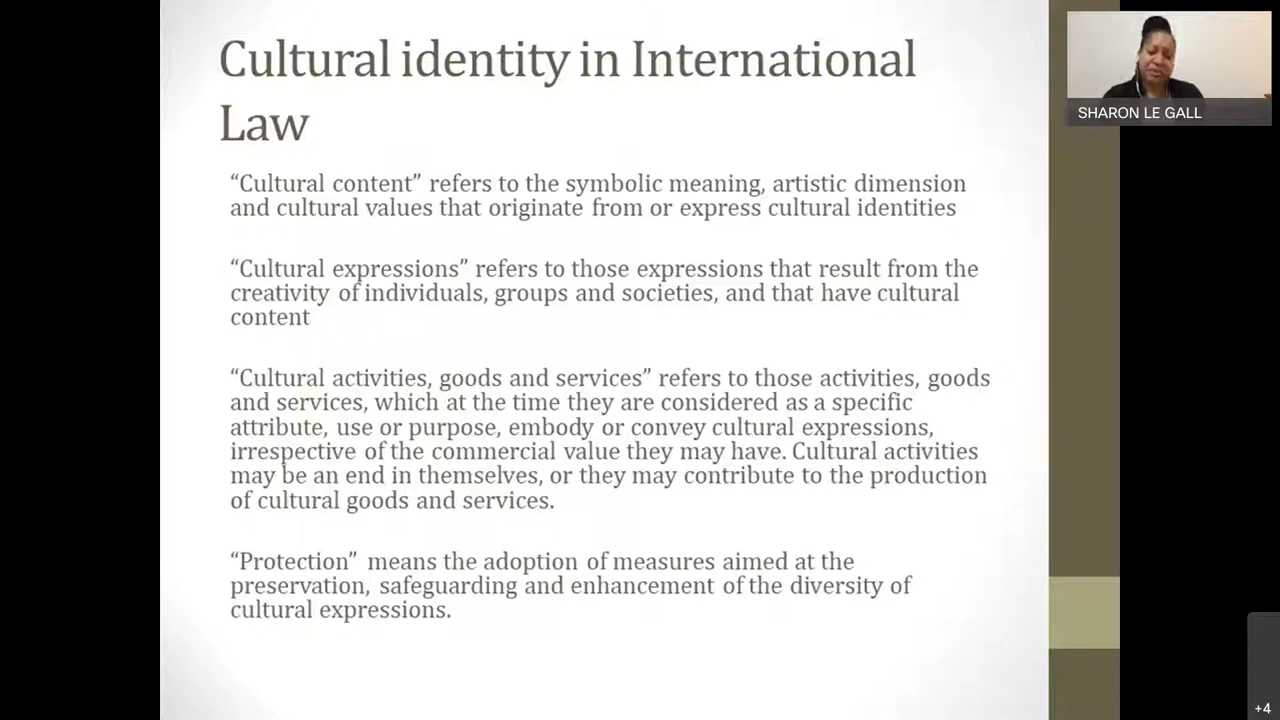 Cultural identity in International
Law
“Cultural content” refers to the symbolic meaning, artistic dimension
and cultural values that originate from or express cultural identities
“Cultural expressions” refers to those expressions that result from the
creativity of individuals, groups and societies, and that have cultural
content
“Cultural activities, goods and services” refers to those activities, goods
and services, which at the time they are considered as a specific
attribute, use or purpose, embody or convey cultural expressions,
irrespective of the commercial value they may have. Cultural activities
may be an end in themselves, or they may contribute to the production
of cultural goods and services.
“Protection” means the adoption of measures aimed at the
preservation, safeguarding and enhancement of the diversity of
cultural expressions.
SHARON LE GALL
+4